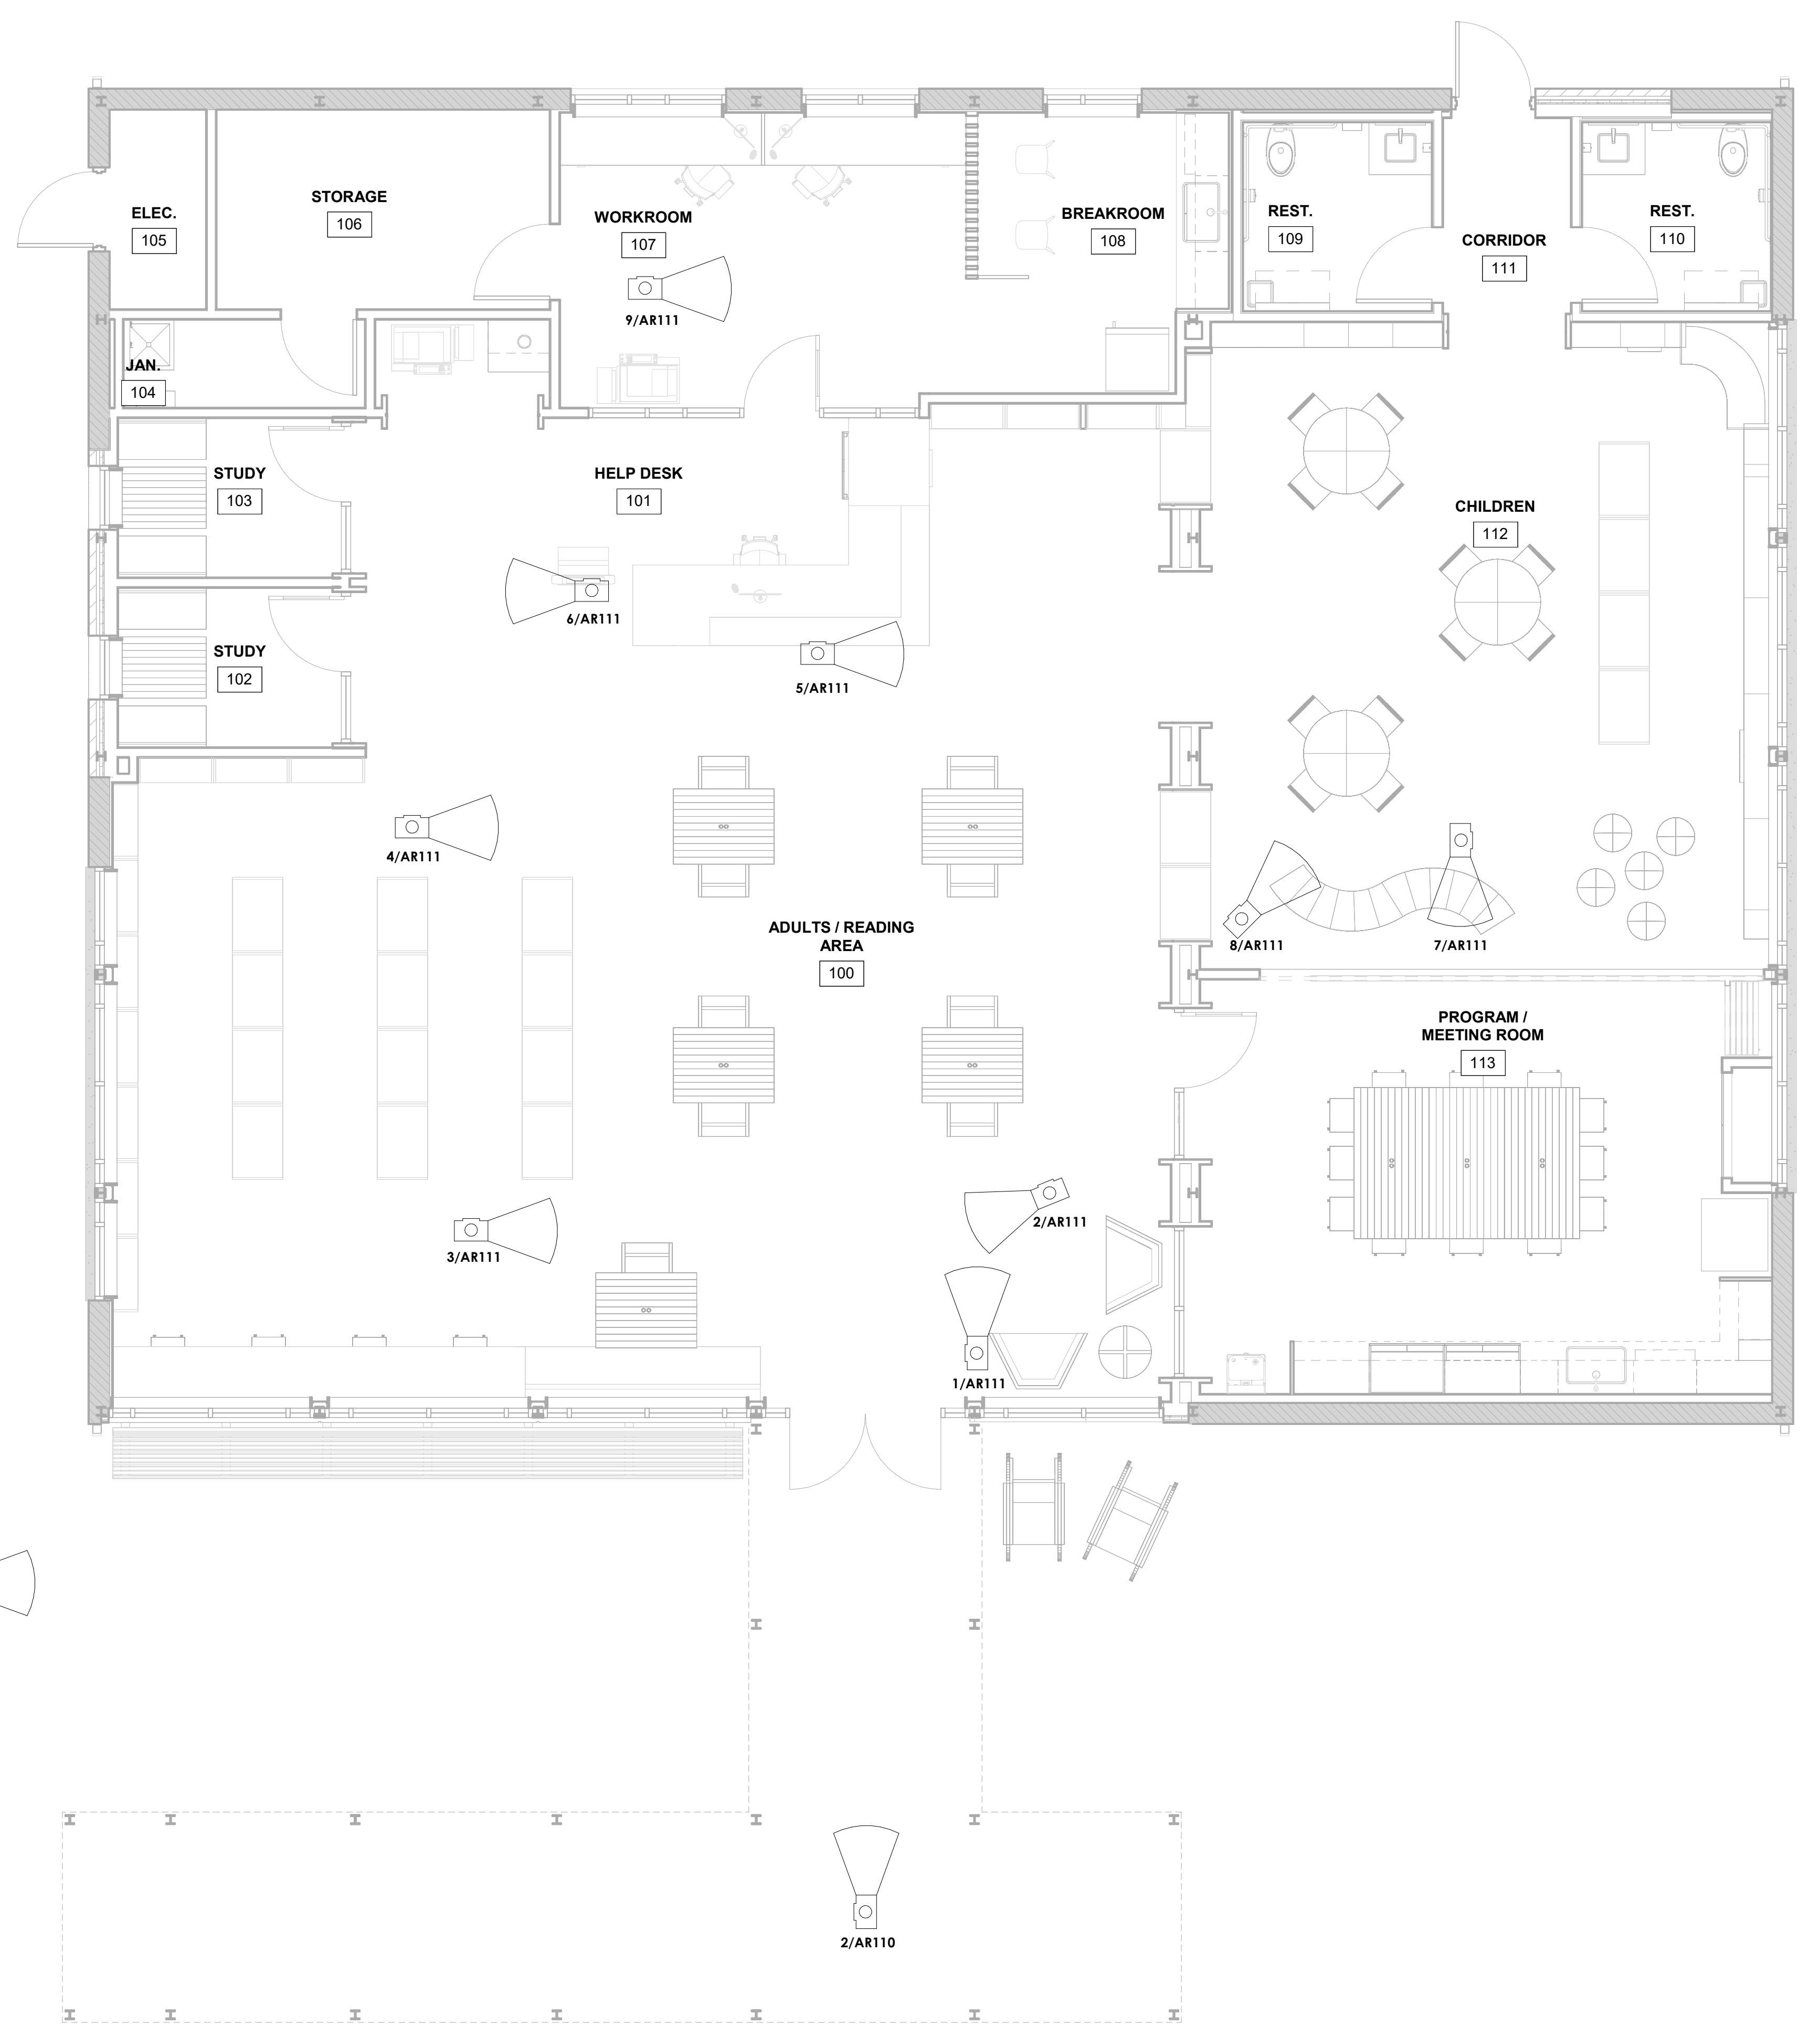 STORAGE
106
ELEC.
105
WORKROOM
107
BREAKROOM
108
REST.
109
CORRIDOR
111
REST.
110
9/AR111
JAN.
104
STUDY
103
HELP DESK
101
CHILDREN
112
6/AR111
STUDY
102
5/AR111
4/AR111
ADULTS / READING
AREA
100
8/AR111
7/AR111
PROGRAM /
MEETING ROOM
113
2/AR111
3/AR111
1/AR111
2/AR110